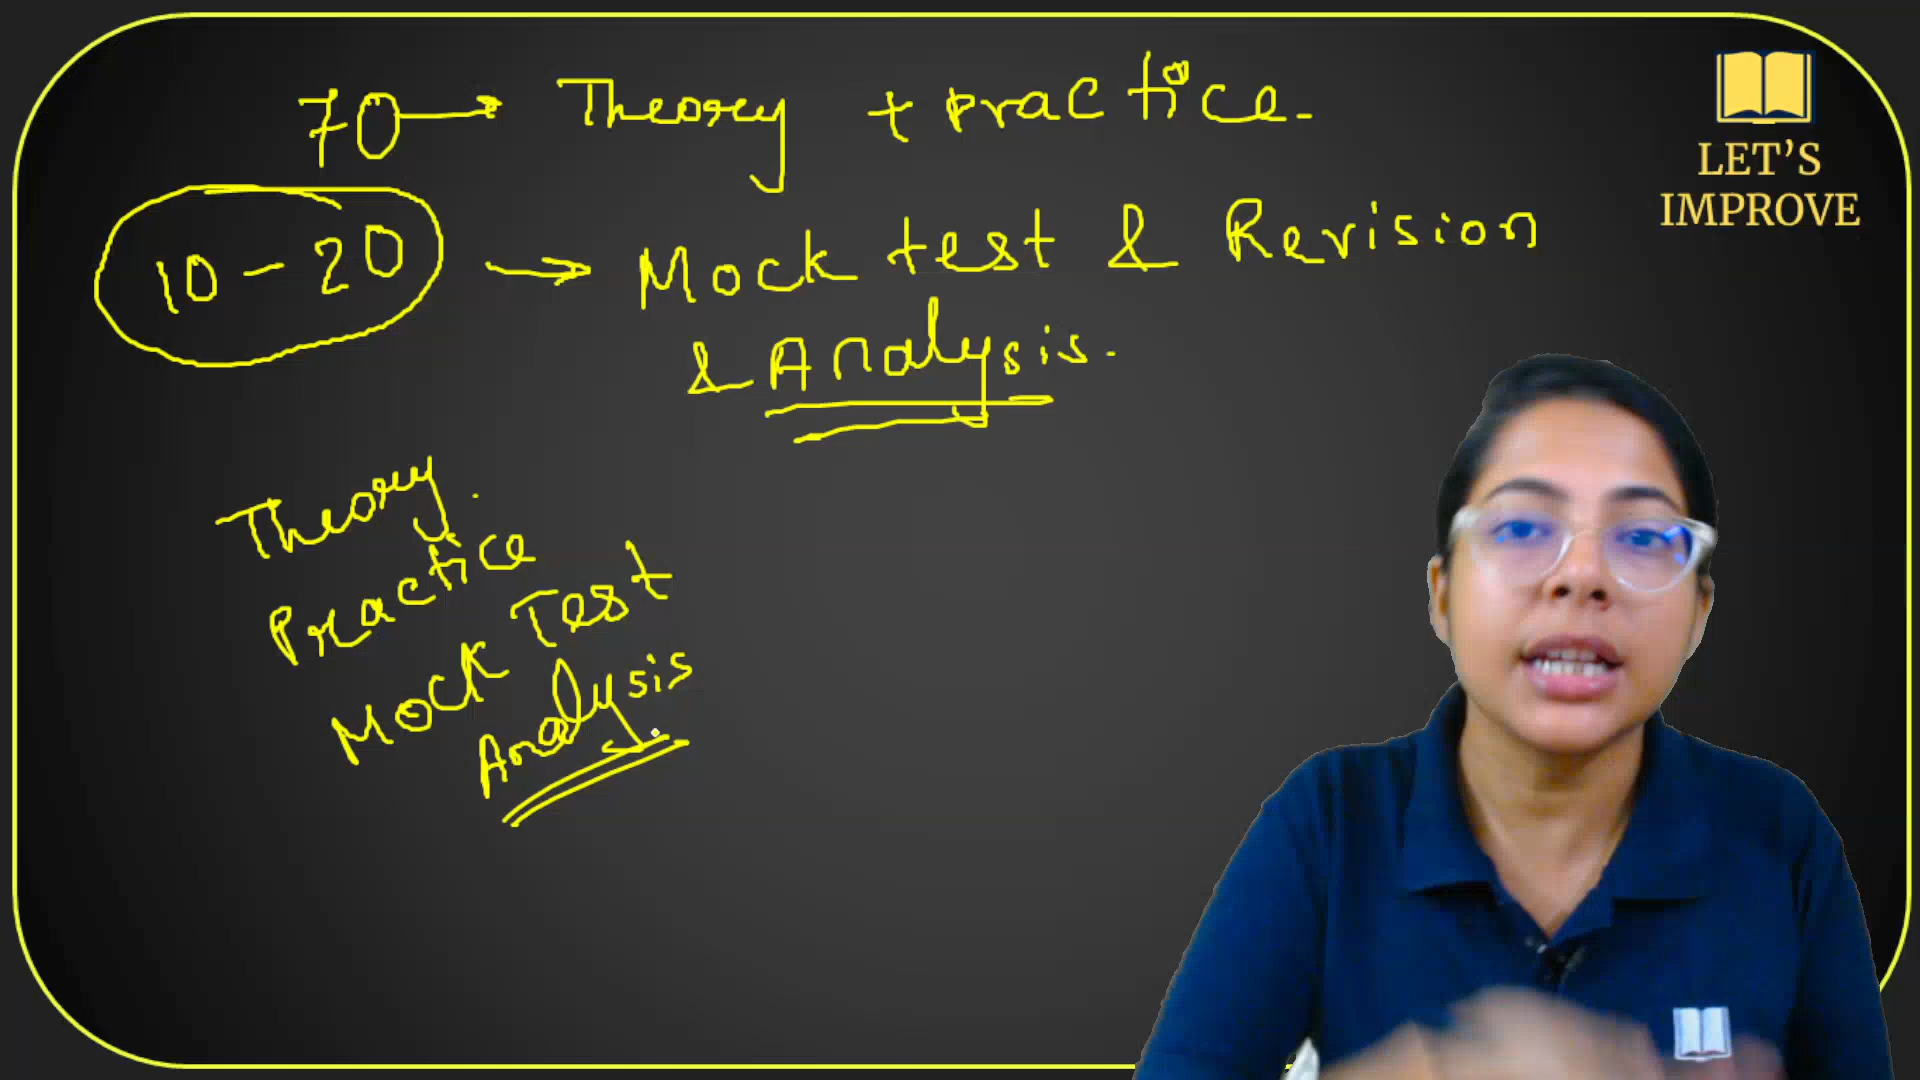 70 → Theory + Practice.
10 - 20 → Mock test & Revision
& Analysis.
Theory.
Practice
Mock Test
Analysis
LET'S
IMPROVE